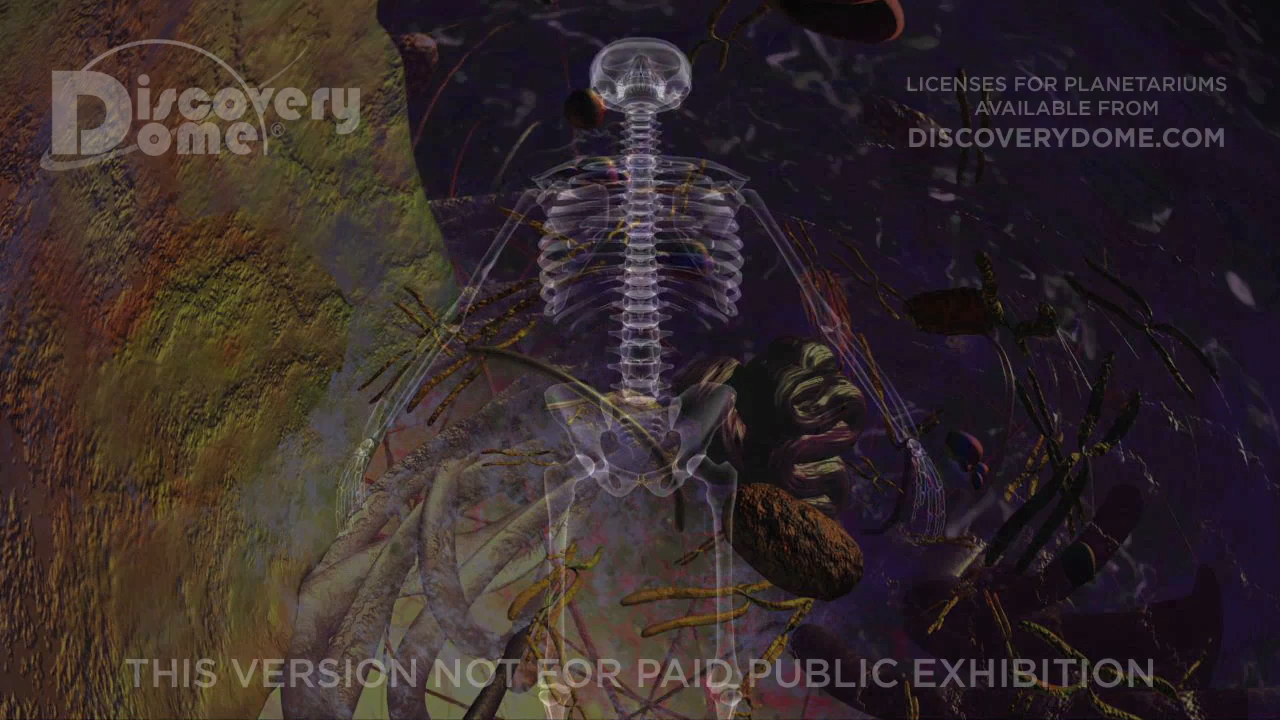 Discovery
Dome®
LICENSES FOR PLANETARIUMS
AVAILABLE FROM
DISCOVERYDOME.COM
THIS VERSION NOT FOR PAID PUBLIC EXHIBITION